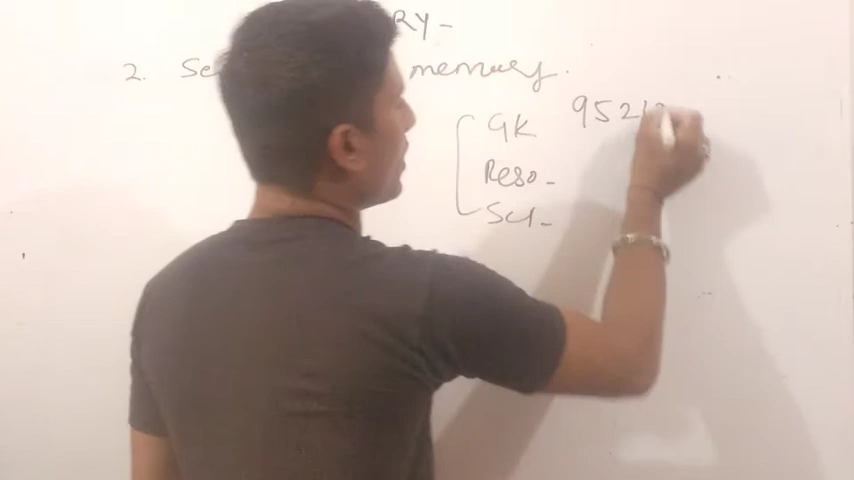 RY-
2. Se memory.
GK 9521
Reso-
Sci-